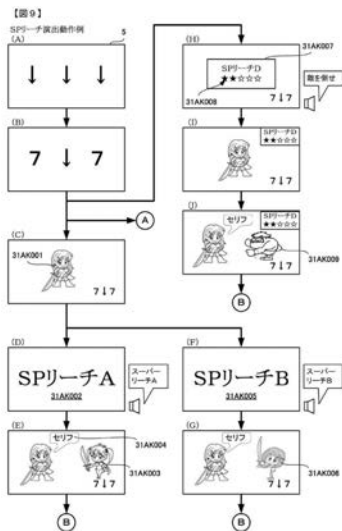 【図9】
SPリーチ演出動作例
(A)
5
↓ ↓ ↓
(B)
7 ↓ 7
A
(C)
31AK001
7↓7
(D)
SPリーチA
31AK002
スーパー
リーチA
(E)
セリフ
31AK004
31AK003
7↓7
B
(F)
SPリーチB
31AK005
スーパー
リーチB
(G)
セリフ
31AK006
7↓7
B
(H)
31AK007
SPリーチD
★★☆☆☆
31AK008
7↓7
敵を倒せ
(I)
SPリーチD
★★☆☆☆
7↓7
(J)
セリフ
SPリーチD
★★☆☆☆
31AK009
7↓7
B